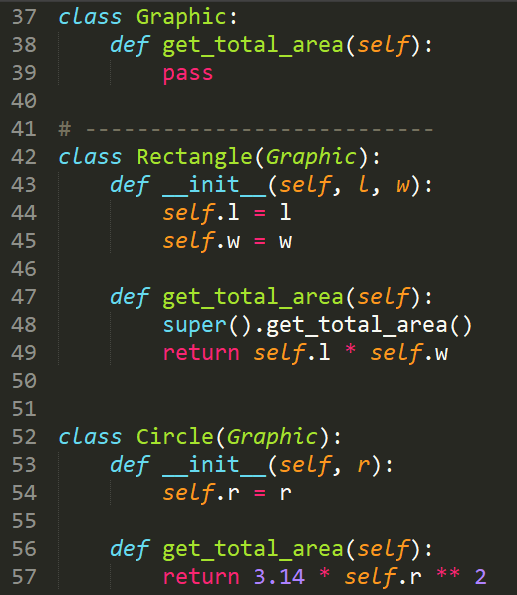 37 class Graphic:
38     def get_total_area(self):
39         pass
40
41 # ---------------------------
42 class Rectangle(Graphic):
43     def __init__(self, l, w):
44         self.l = l
45         self.w = w
46
47     def get_total_area(self):
48         super().get_total_area()
49         return self.l * self.w
50
51
52 class Circle(Graphic):
53     def __init__(self, r):
54         self.r = r
55
56     def get_total_area(self):
57         return 3.14 * self.r ** 2